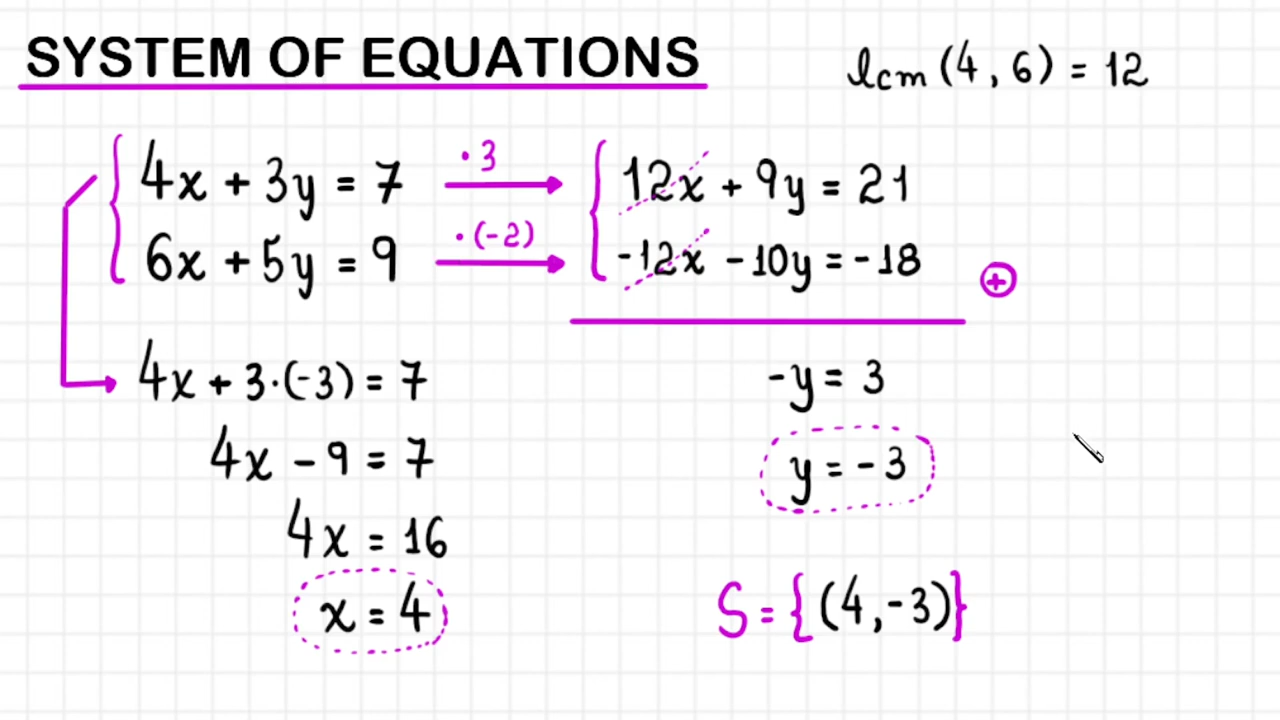 SYSTEM OF EQUATIONS
lcm (4, 6) = 12
4x + 3y = 7
· 3
12x + 9y = 21
6x + 5y = 9
· (-2)
-12x - 10y = -18
+
4x + 3·(-3) = 7
-y = 3
4x - 9 = 7
y = -3
4x = 16
x = 4
S = {(4, -3)}